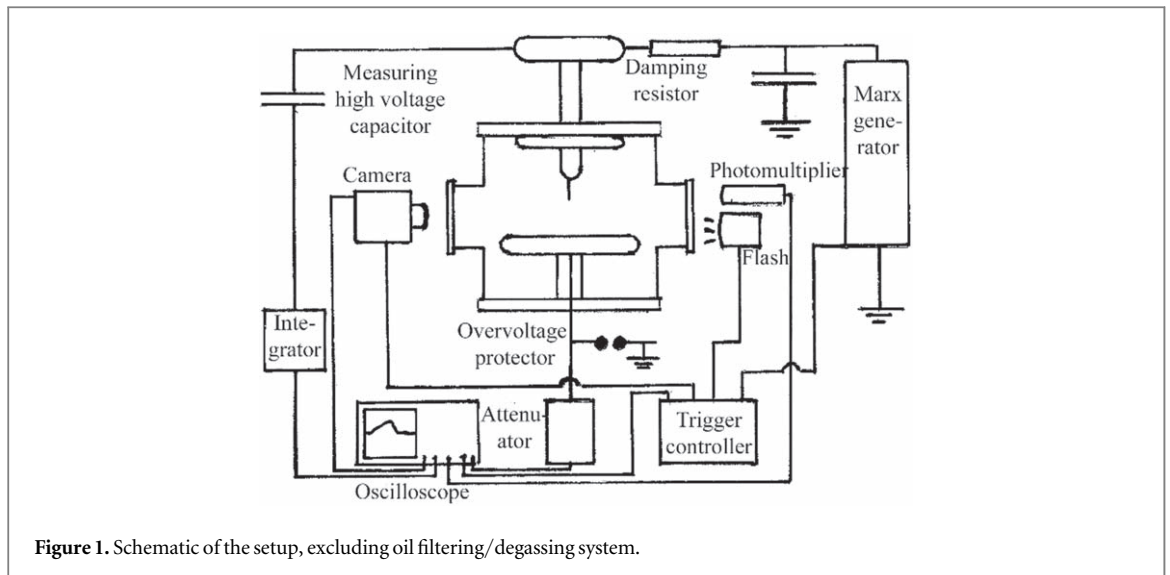 Measuring
high voltage
capacitor
Damping
resistor
Marx
gene-
rator
Camera
Photomultiplier
Flash
Inte-
grator
Overvoltage
protector
Attenu-
ator
Trigger
controller
Oscilloscope
Figure 1. Schematic of the setup, excluding oil filtering/degassing system.